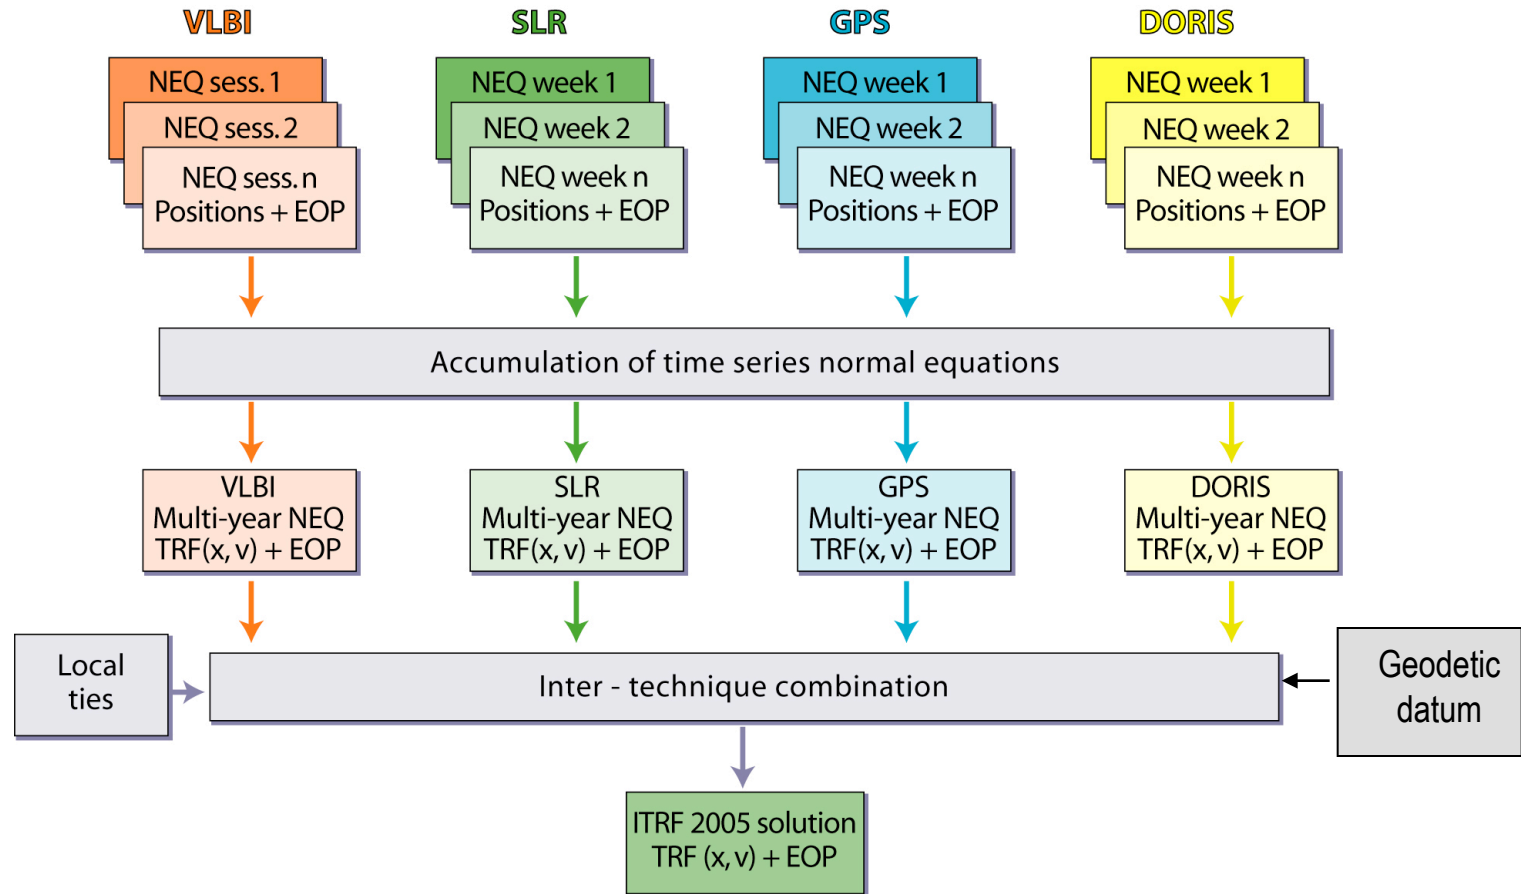 VLBI
SLR
GPS
DORIS
NEQ sess. 1
NEQ sess. 2
NEQ sess. n
Positions + EOP
NEQ week 1
NEQ week 2
NEQ week n
Positions + EOP
NEQ week 1
NEQ week 2
NEQ week n
Positions + EOP
NEQ week 1
NEQ week 2
NEQ week n
Positions + EOP
Accumulation of time series normal equations
VLBI
Multi-year NEQ
TRF(x, v) + EOP
SLR
Multi-year NEQ
TRF(x, v) + EOP
GPS
Multi-year NEQ
TRF(x, v) + EOP
DORIS
Multi-year NEQ
TRF(x, v) + EOP
Local
ties
Inter - technique combination
Geodetic
datum
ITRF 2005 solution
TRF (x, v) + EOP